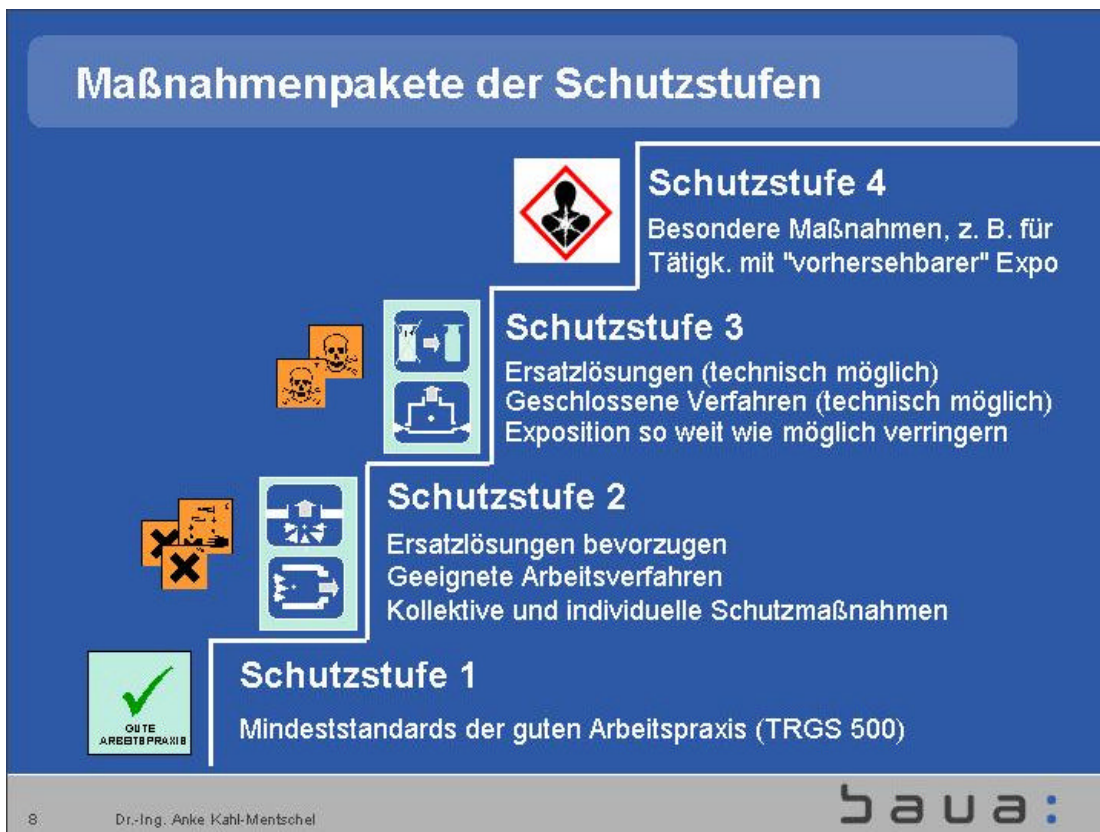 Maßnahmenpakete der Schutzstufen
Schutzstufe 4
Besondere Maßnahmen, z. B. für
Tätigk. mit "vorhersehbarer" Expo
Schutzstufe 3
Ersatzlösungen (technisch möglich)
Geschlossene Verfahren (technisch möglich)
Exposition so weit wie möglich verringern
Schutzstufe 2
Ersatzlösungen bevorzugen
Geeignete Arbeitsverfahren
Kollektive und individuelle Schutzmaßnahmen
GUTE
ARBEITSPRAXIS
Schutzstufe 1
Mindeststandards der guten Arbeitspraxis (TRGS 500)
8
Dr.-Ing. Anke Kahl-Mentschel
baua: